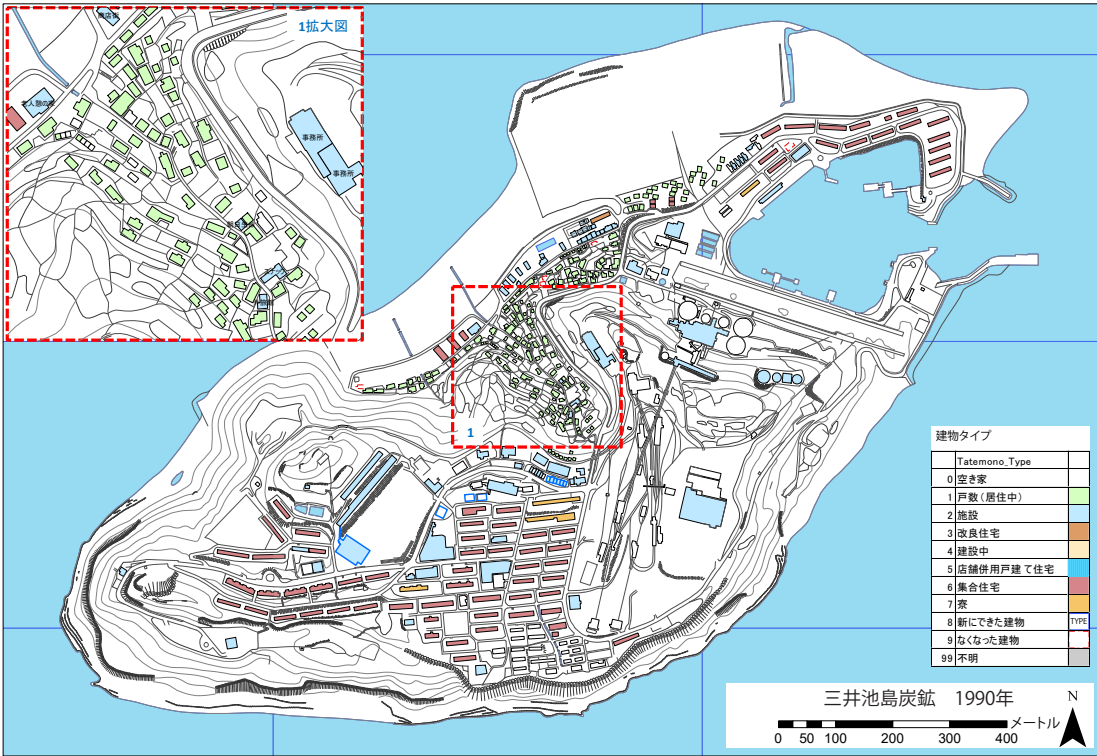 1拡大図
商店街
老人憩の家
事務所
事務所
1
建物タイプ
Tatemono_Type
0 空き家
1 戸数(居住中)
2 施設
3 改良住宅
4 建設中
5 店舗併用戸建て住宅
6 集合住宅
7 寮
8 新にできた建物 TYPE
9 なくなった建物
99 不明
三井池島炭鉱 1990年
N
メートル
0 50 100 200 300 400